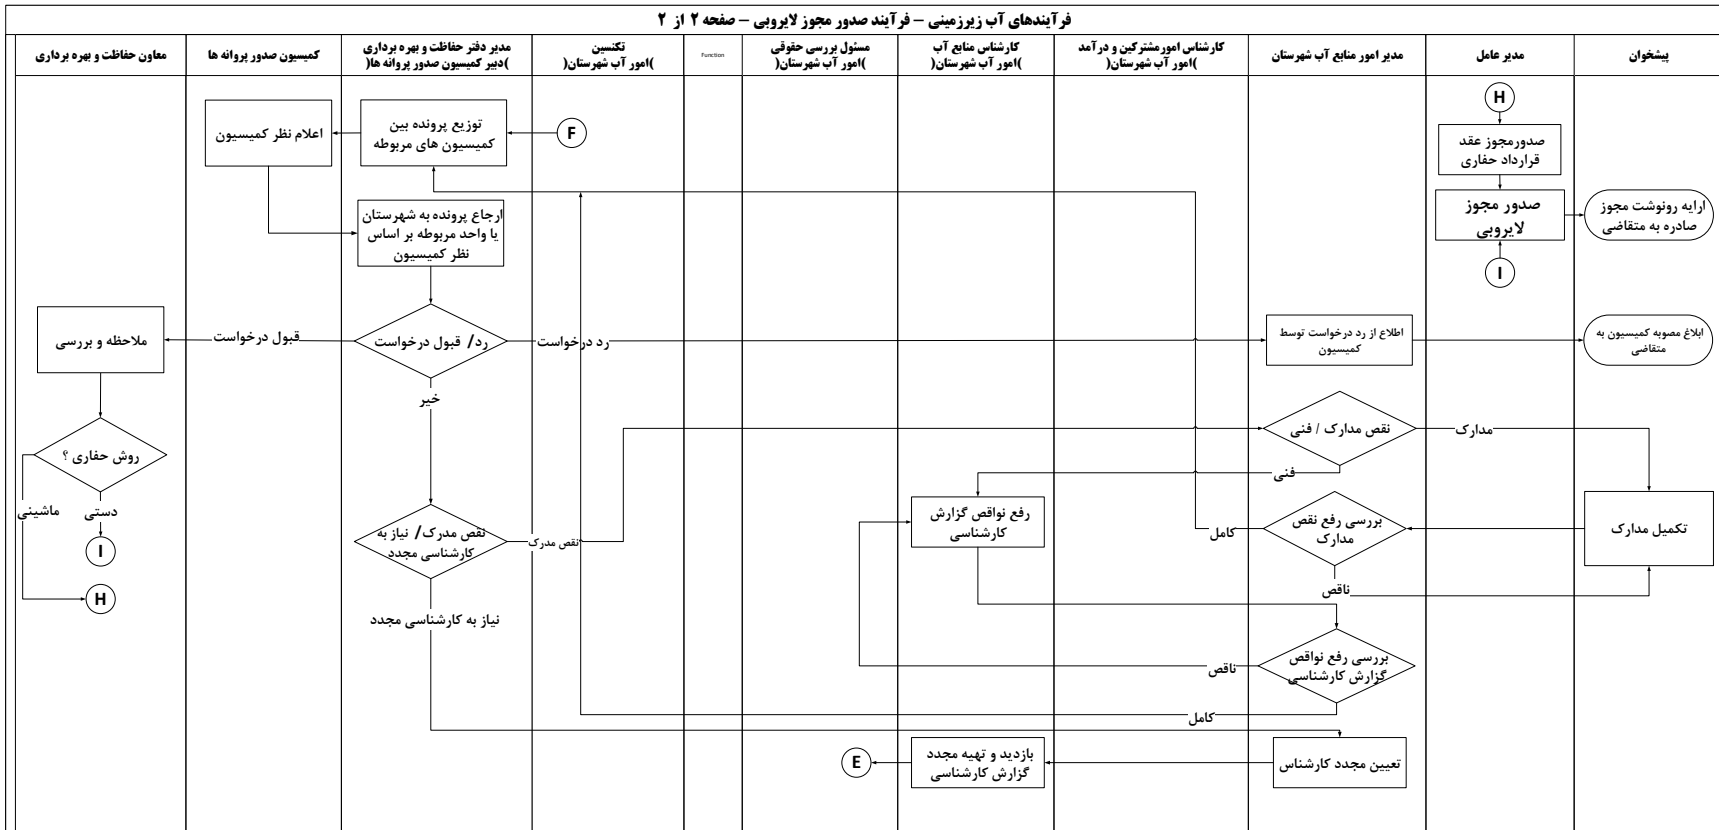 فرآیندهای آب زیرزمینی – فرآیند صدور مجوز لایروبی – صفحه ۲ از ۲
پیشخوان
مدیر عامل
مدیر امور منابع آب شهرستان
کارشناس امورمشترکین و درآمد
)امور آب شهرستان(
کارشناس منابع آب
)امور آب شهرستان(
مسئول بررسی حقوقی
)امور آب شهرستان(
Function
تکنسین
)امور آب شهرستان(
مدیر دفتر حفاظت و بهره برداری
)دبیر کمیسیون صدور پروانه ها(
کمیسیون صدور پروانه ها
معاون حفاظت و بهره برداری
H
صدورمجوز عقد
قرارداد حفاری
صدور مجوز
لایروبی
I
ارایه رونوشت مجوز
صادره به متقاضی
F
توزیع پرونده بین
کمیسیون های مربوطه
اعلام نظر کمیسیون
ارجاع پرونده به شهرستان
یا واحد مربوطه بر اساس
نظر کمیسیون
رد/ قبول درخواست
رد درخواست
قبول درخواست
خیر
اطلاع از رد درخواست توسط
کمیسیون
ابلاغ مصوبه کمیسیون به
متقاضی
ملاحظه و بررسی
روش حفاری ؟
ماشینی
دستی
I
H
نقص مدارک / فنی
مدارک
فنی
تکمیل مدارک
بررسی رفع نقص
مدارک
کامل
ناقص
رفع نواقص گزارش
کارشناسی
نقص مدرک/ نیاز به
کارشناسی مجدد
نقص مدرک
نیاز به کارشناسی مجدد
بررسی رفع نواقص
گزارش کارشناسی
ناقص
کامل
تعیین مجدد کارشناس
بازدید و تهیه مجدد
گزارش کارشناسی
E